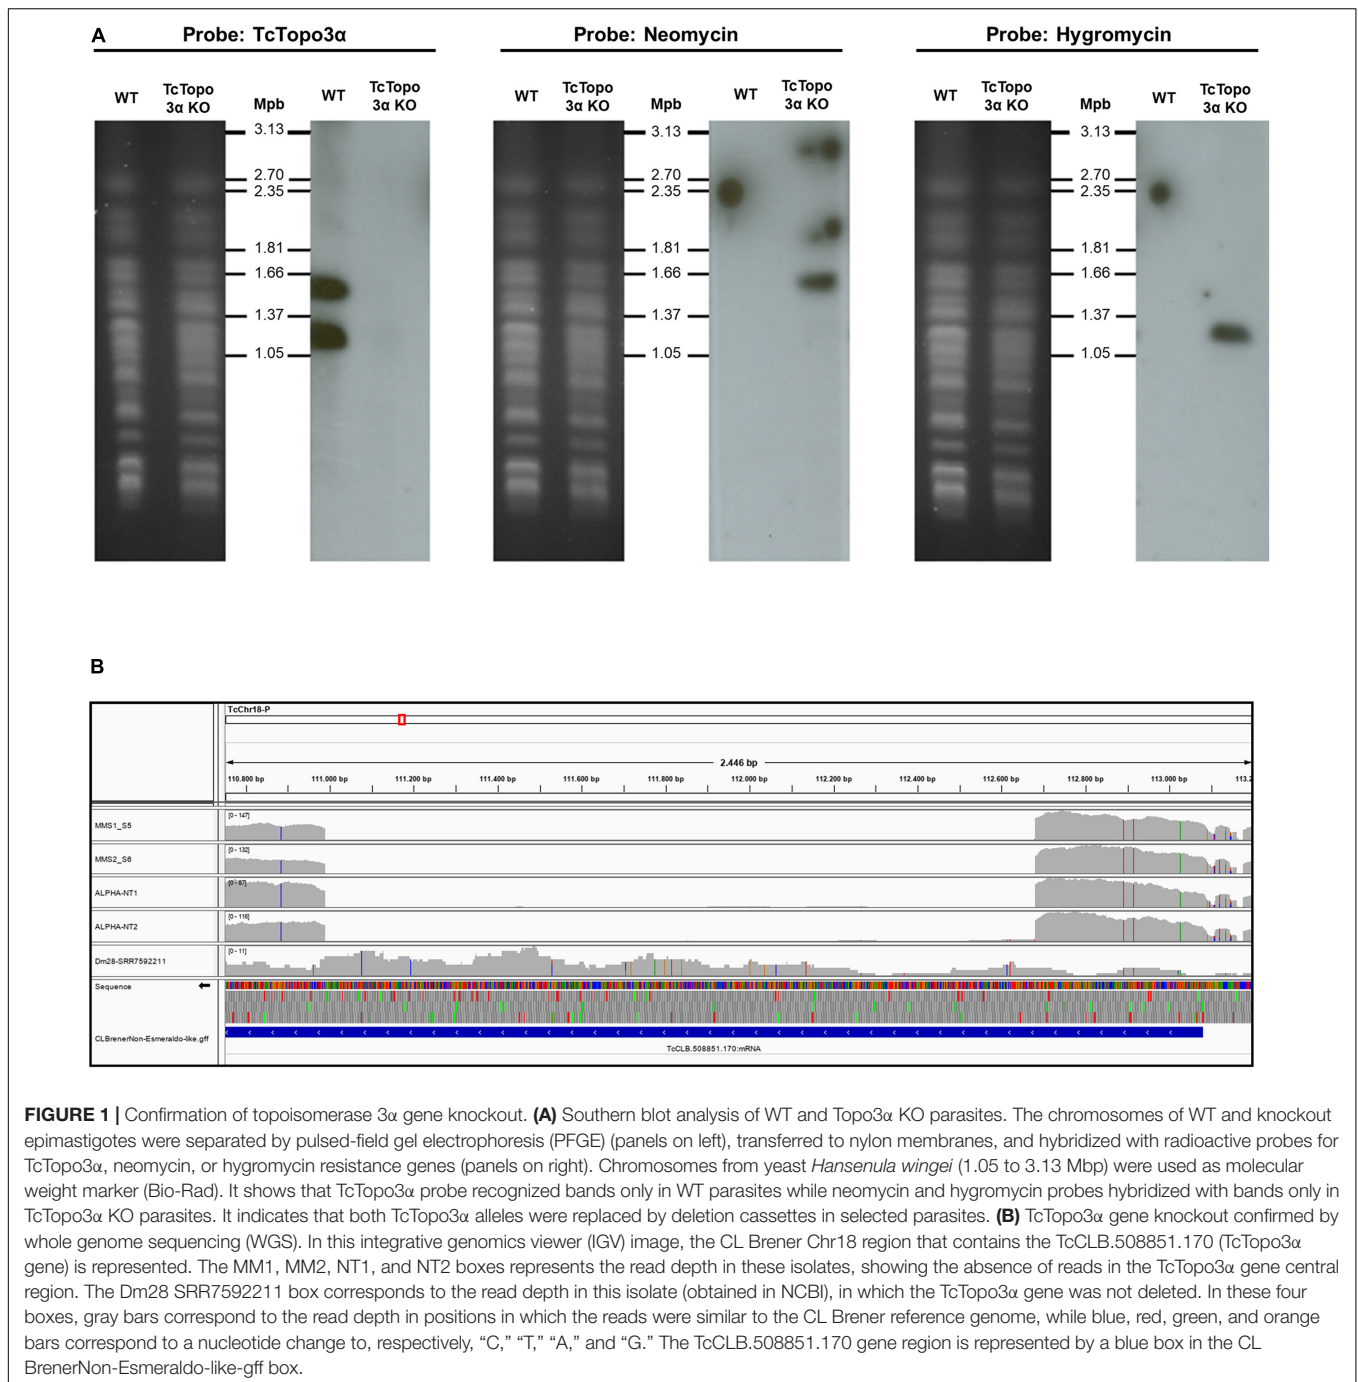 A
Probe: TcTopo3α
Probe: Neomycin
Probe: Hygromycin
WT
TcTopo
3α KO
Mpb
WT
TcTopo
3α KO
WT
TcTopo
3α KO
Mpb
WT
TcTopo
3α KO
WT
TcTopo
3α KO
Mpb
WT
TcTopo
3α KO
3.13
2.70
2.35
1.81
1.66
1.37
1.05
3.13
2.70
2.35
1.81
1.66
1.37
1.05
3.13
2.70
2.35
1.81
1.66
1.37
1.05
B
TcChr18-P
2.446 bp
110.800 bp 111.000 bp 111.200 bp 111.400 bp 111.600 bp 111.800 bp 112.000 bp 112.200 bp 112.400 bp 112.600 bp 112.800 bp 113.000 bp 113.2
MMS1_S5 [0 - 147]
MMS2_S6 [0 - 132]
ALPHA-NT1 [0 - 87]
ALPHA-NT2 [0 - 116]
Dm28-SRR7592211 [0 - 11]
Sequence
CLBrenerNon-Esmeraldo-like.gff
TcCLB.508851.170:mRNA
FIGURE 1 | Confirmation of topoisomerase 3α gene knockout. (A) Southern blot analysis of WT and Topo3α KO parasites. The chromosomes of WT and knockout
epimastigotes were separated by pulsed-field gel electrophoresis (PFGE) (panels on left), transferred to nylon membranes, and hybridized with radioactive probes for
TcTopo3α, neomycin, or hygromycin resistance genes (panels on right). Chromosomes from yeast Hansenula wingei (1.05 to 3.13 Mbp) were used as molecular
weight marker (Bio-Rad). It shows that TcTopo3α probe recognized bands only in WT parasites while neomycin and hygromycin probes hybridized with bands only in
TcTopo3α KO parasites. It indicates that both TcTopo3α alleles were replaced by deletion cassettes in selected parasites. (B) TcTopo3α gene knockout confirmed by
whole genome sequencing (WGS). In this integrative genomics viewer (IGV) image, the CL Brener Chr18 region that contains the TcCLB.508851.170 (TcTopo3α
gene) is represented. The MM1, MM2, NT1, and NT2 boxes represents the read depth in these isolates, showing the absence of reads in the TcTopo3α gene central
region. The Dm28 SRR7592211 box corresponds to the read depth in this isolate (obtained in NCBI), in which the TcTopo3α gene was not deleted. In these four
boxes, gray bars correspond to the read depth in positions in which the reads were similar to the CL Brener reference genome, while blue, red, green, and orange
bars correspond to a nucleotide change to, respectively, “C,” “T,” “A,” and “G.” The TcCLB.508851.170 gene region is represented by a blue box in the CL
BrenerNon-Esmeraldo-like-gff box.